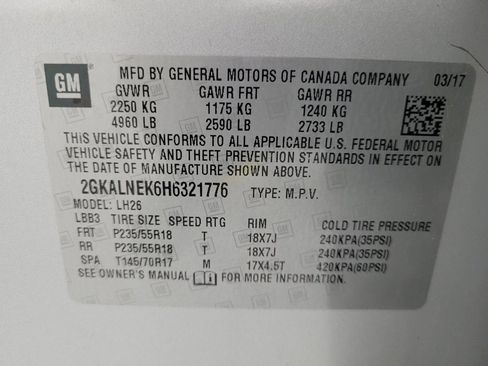 GM
MFD BY GENERAL MOTORS OF CANADA COMPANY 03/17
GVWR GAWR FRT GAWR RR
2250 KG 1175 KG 1240 KG
4960 LB 2590 LB 2733 LB
THIS VEHICLE CONFORMS TO ALL APPLICABLE U.S. FEDERAL MOTOR
VEHICLE SAFETY AND THEFT PREVENTION STANDARDS IN EFFECT ON
THE DATE OF MANUFACTURE SHOWN ABOVE.
2GKALNEK6H6321776 TYPE: M.P.V.
MODEL: LH26
LBB3 TIRE SIZE SPEED RTG RIM COLD TIRE PRESSURE
FRT P235/55R18 T 18X7J 240KPA(35PSI)
RR P235/55R18 T 18X7J 240KPA(35PSI)
SPA T145/70R17 M 17X4.5T 420KPA(60PSI)
SEE OWNER'S MANUAL FOR MORE INFORMATION.